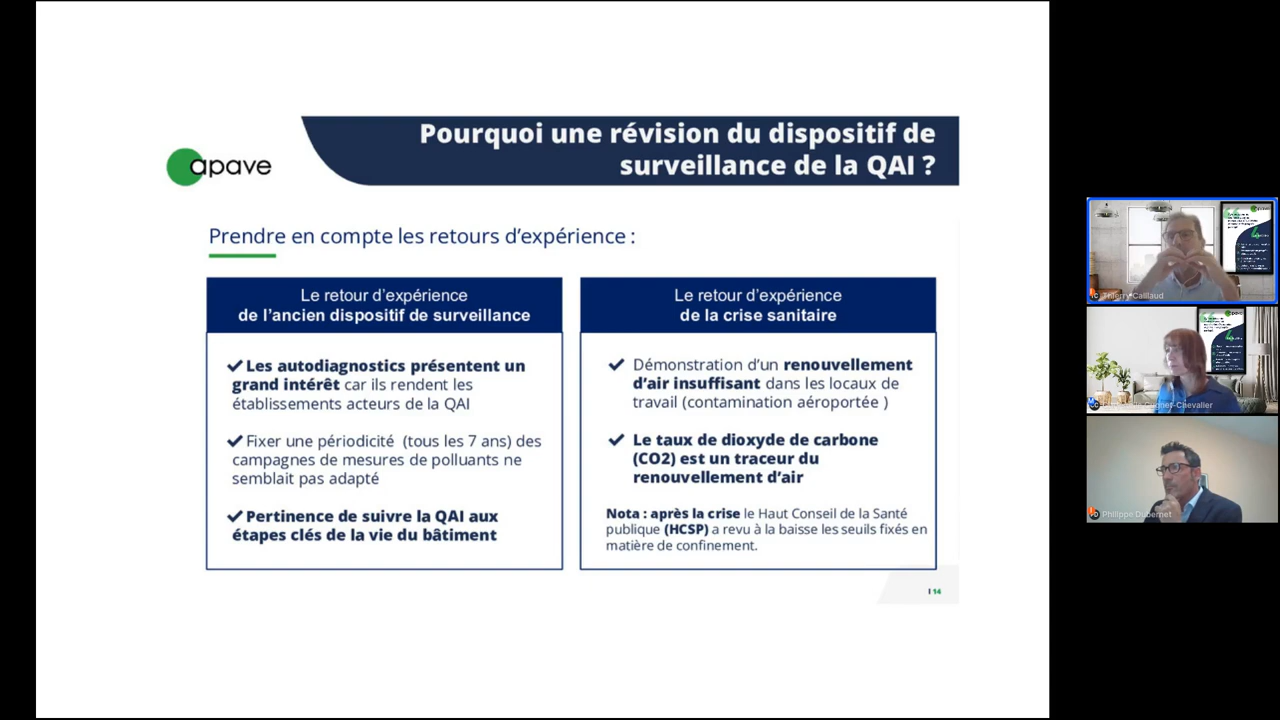 Pourquoi une révision du dispositif de
surveillance de la QAI ?
apave
Prendre en compte les retours d'expérience :
Le retour d'expérience
de l'ancien dispositif de surveillance
✔Les autodiagnostics présentent un
grand intérêt car ils rendent les
établissements acteurs de la QAI
✔Fixer une périodicité (tous les 7 ans) des
campagnes de mesures de polluants ne
semblait pas adapté
✔Pertinence de suivre la QAI aux
étapes clés de la vie du bâtiment
Le retour d'expérience
de la crise sanitaire
✔ Démonstration d'un renouvellement
d'air insuffisant dans les locaux de
travail (contamination aéroportée )
✔ Le taux de dioxyde de carbone
(CO2) est un traceur du
renouvellement d'air
Nota : après la crise le Haut Conseil de la Santé
publique (HCSP) a revu à la baisse les seuils fixés en
matière de confinement.
I 14
Thierry Caillaud
-Chevalier
Philippe Dubernet